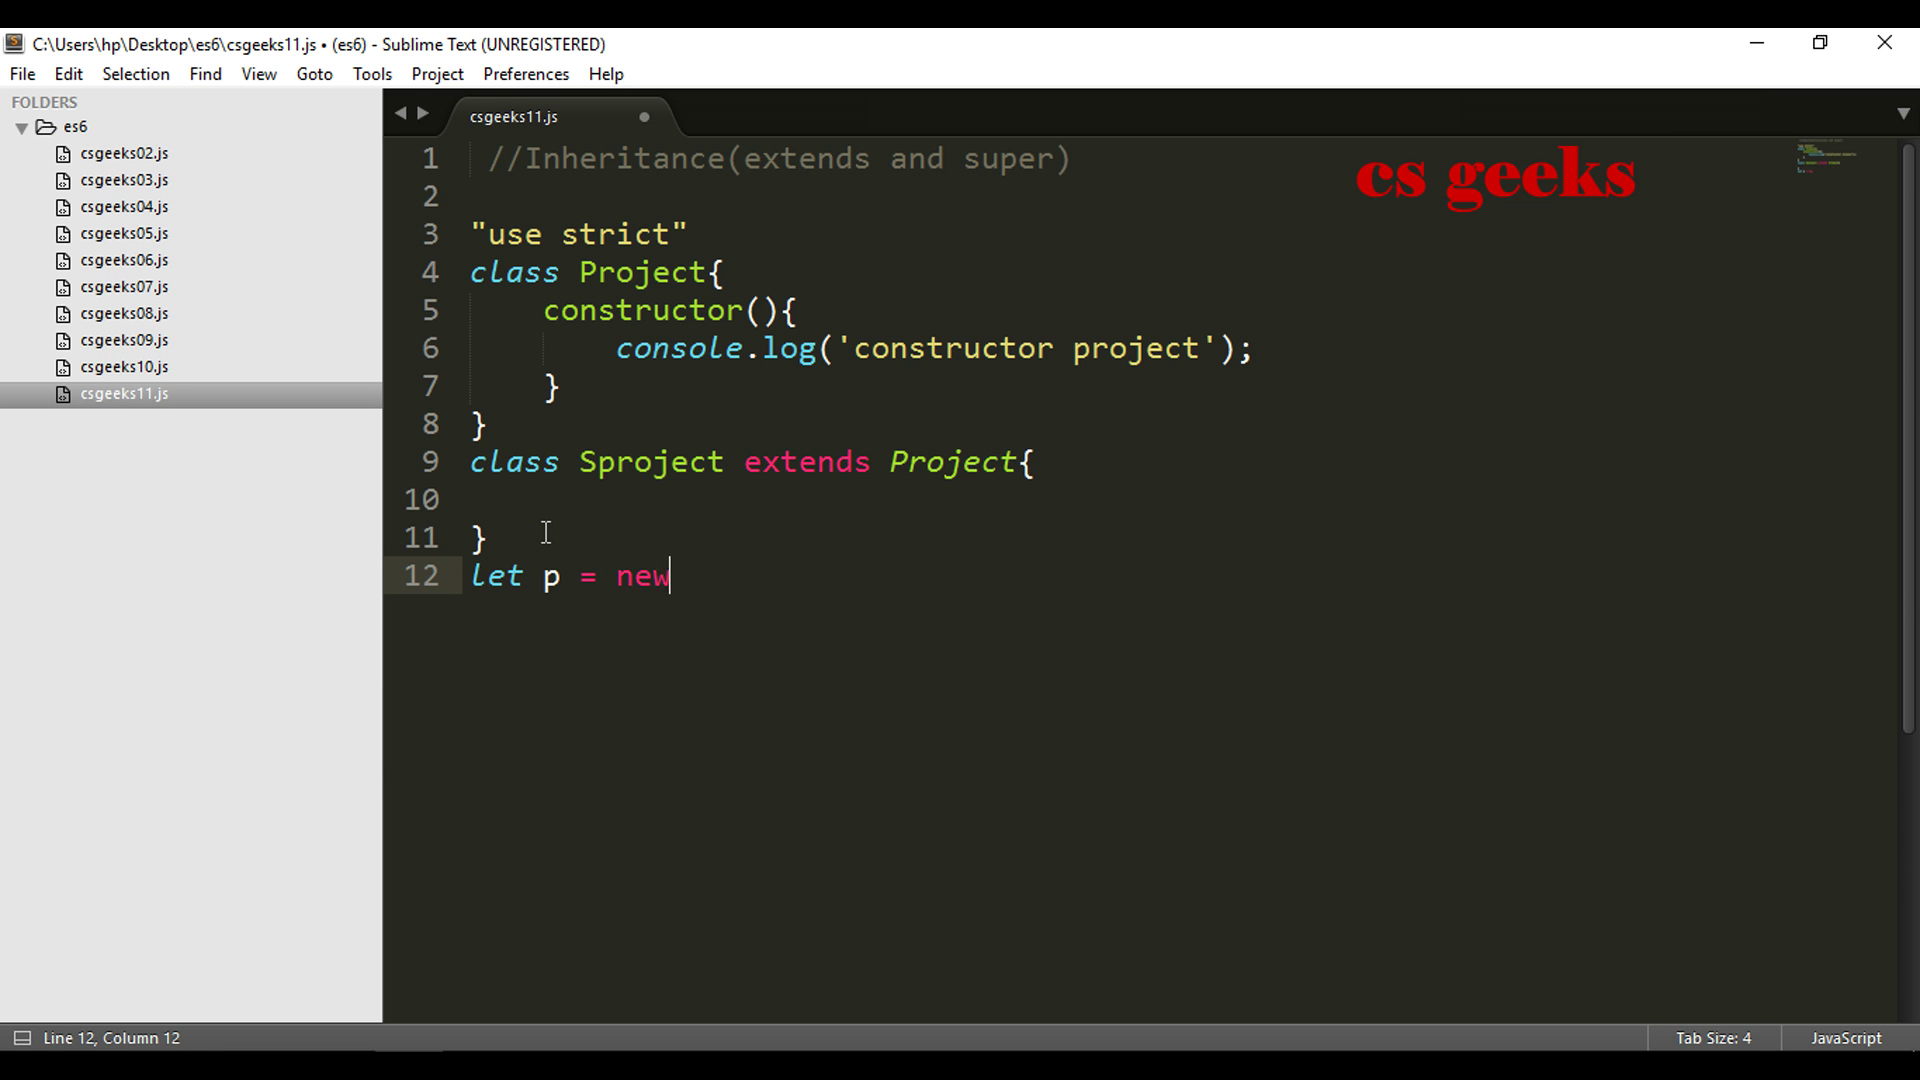 C:\Users\hp\Desktop\es6\csgeeks11.js • (es6) - Sublime Text (UNREGISTERED)
File Edit Selection Find View Goto Tools Project Preferences Help
FOLDERS
es6
csgeeks02.js
csgeeks03.js
csgeeks04.js
csgeeks05.js
csgeeks06.js
csgeeks07.js
csgeeks08.js
csgeeks09.js
csgeeks10.js
csgeeks11.js
csgeeks11.js
cs geeks
1 //Inheritance(extends and super)
2
3 "use strict"
4 class Project{
5 constructor(){
6 console.log('constructor project');
7 }
8 }
9 class Sproject extends Project{
10
11 }
12 let p = new
Line 12, Column 12
Tab Size: 4
JavaScript